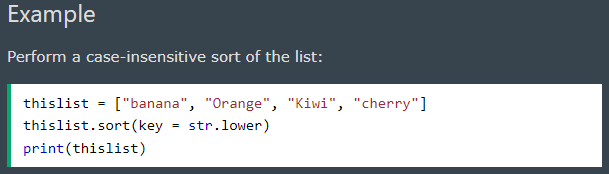 Example
Perform a case-insensitive sort of the list:
thislist = ["banana", "Orange", "Kiwi", "cherry"]
thislist.sort(key = str.lower)
print(thislist)